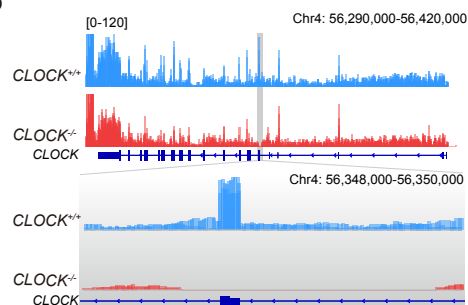 [0-120] Chr4: 56,290,000-56,420,000
CLOCK+/+
CLOCK-/-
CLOCK
Chr4: 56,348,000-56,350,000
CLOCK+/+
CLOCK-/-
CLOCK